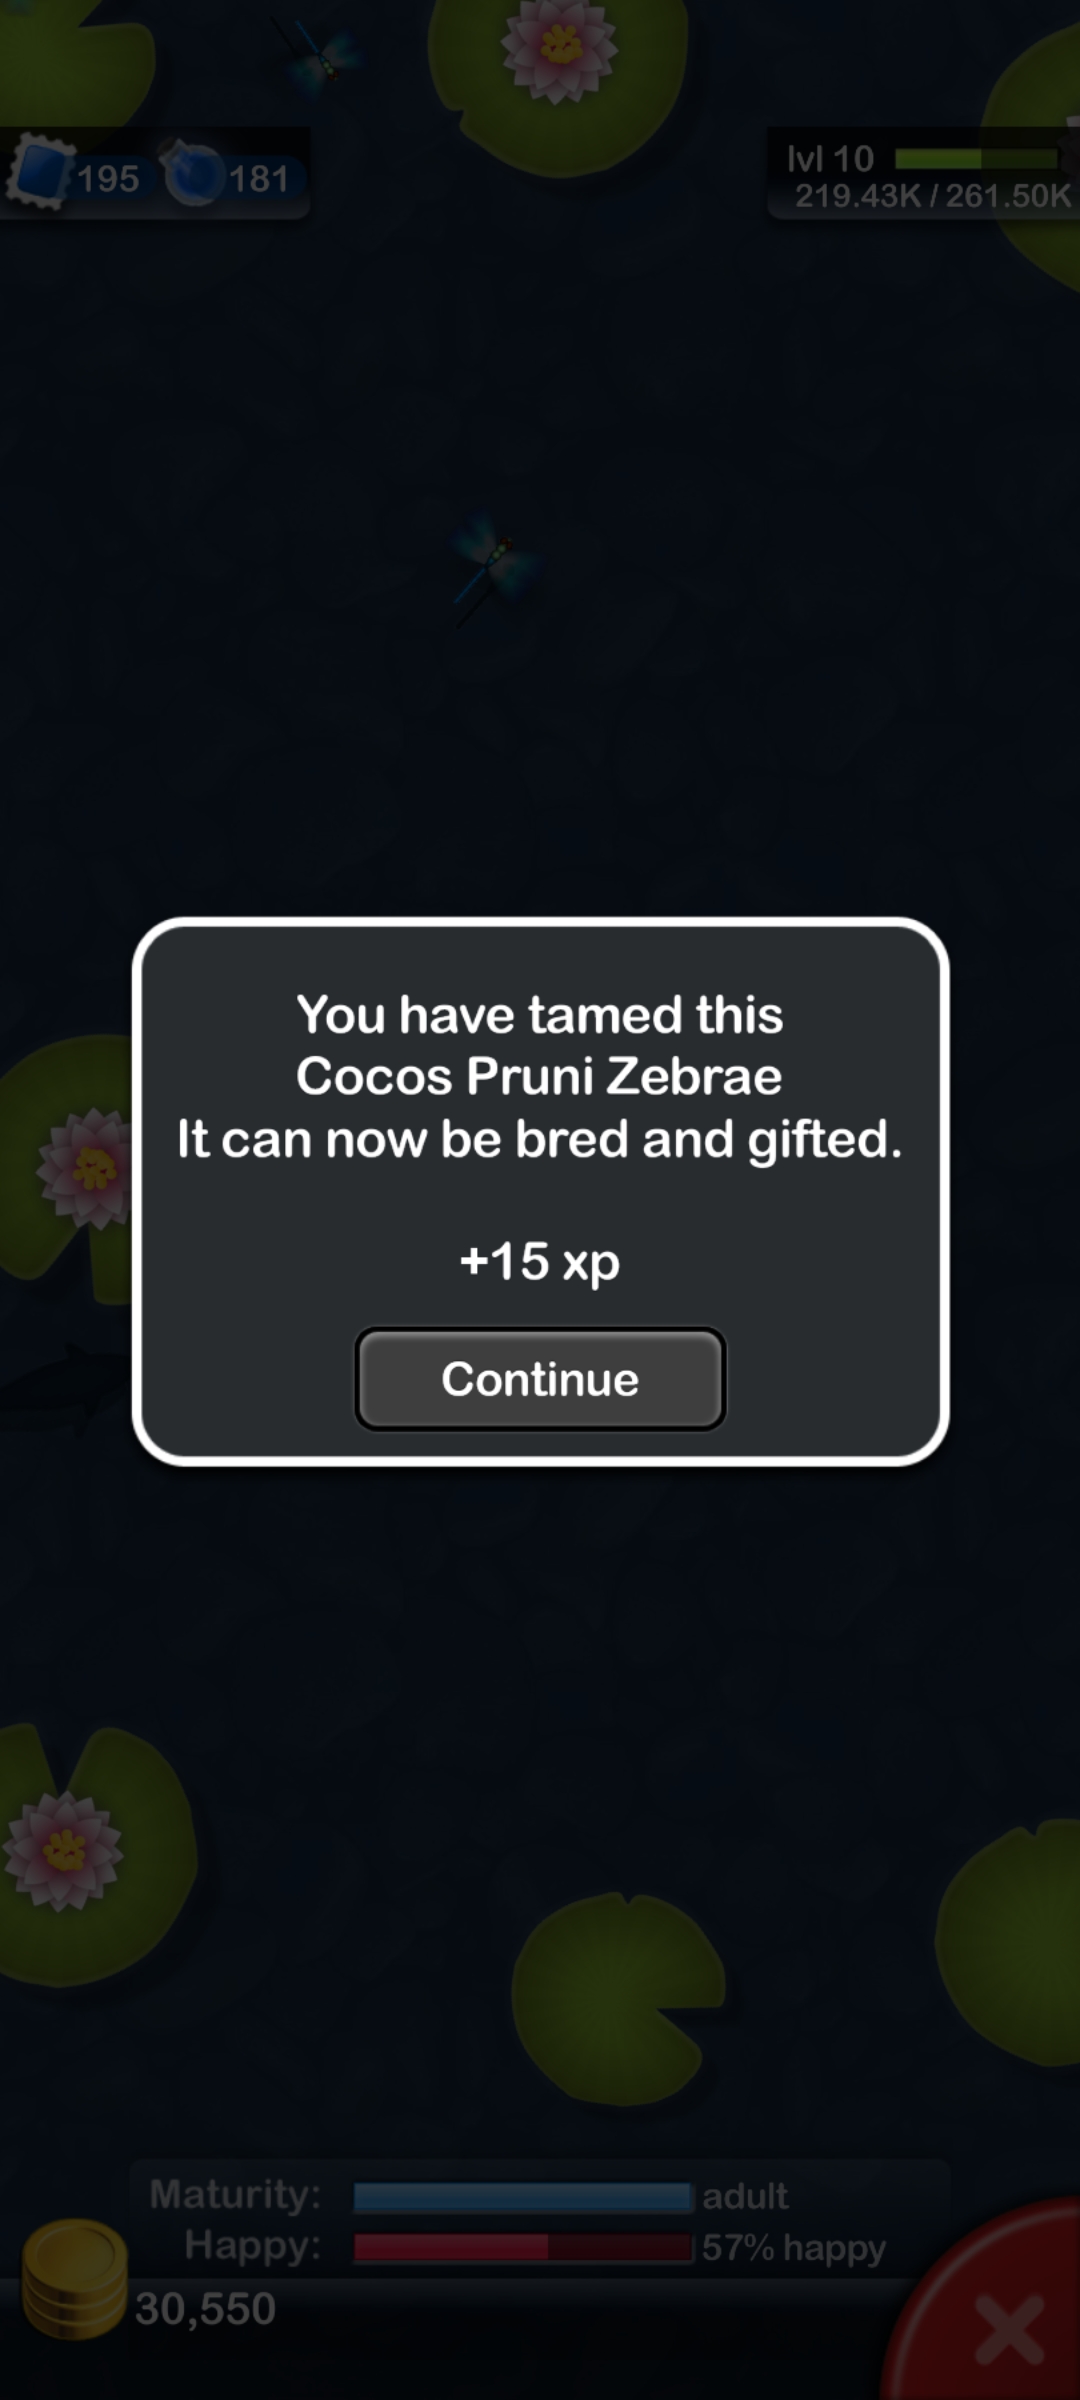 195 181
lvl 10
219.43K / 261.50K
You have tamed this
Cocos Pruni Zebrae
It can now be bred and gifted.
+15 xp
Continue
Maturity: adult
Happy: 57% happy
30,550